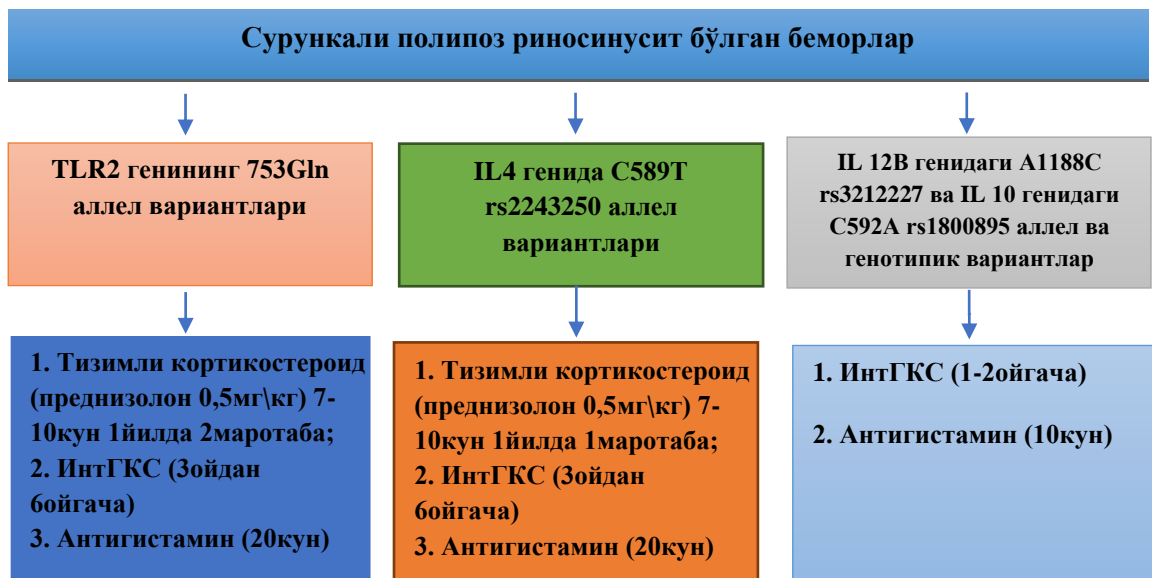 Сурункали полипоз риносинусит бўлган беморлар
TLR2 генининг 753Gln
аллел вариантлари
IL4 генида C589T
rs2243250 аллел
вариантлари
IL 12B генидаги A1188C
rs3212227 ва IL 10 генидаги
C592A rs1800895 аллел ва
генотипик вариантлар
1. Тизимли кортикостероид
(преднизолон 0,5мг\кг) 7-
10кун 1йилда 2маротаба;
2. ИнтГКС (3ойдан
6ойгача)
3. Антигистамин (20кун)
1. Тизимли кортикостероид
(преднизолон 0,5мг\кг) 7-
10кун 1йилда 1маротаба;
2. ИнтГКС (3ойдан
6ойгача)
3. Антигистамин (20кун)
1. ИнтГКС (1-2ойгача)
2. Антигистамин (10кун)